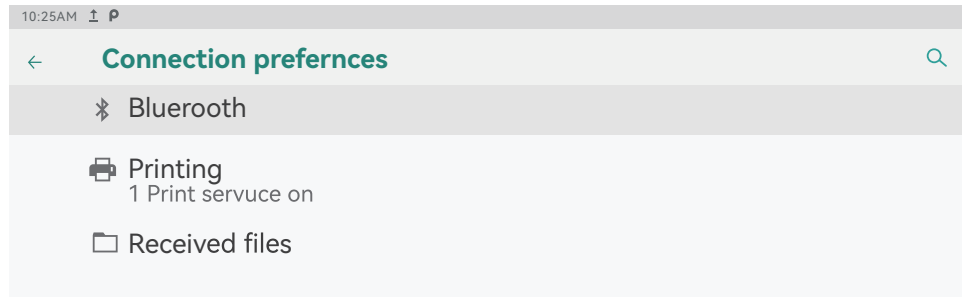 10:25AM
Connection prefernces
Bluerooth
Printing
1 Print servuce on
Received files